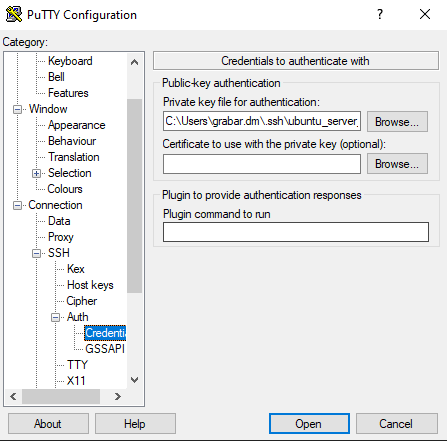 PuTTY Configuration
Category:
Keyboard
Bell
Features
Window
Appearance
Behaviour
Translation
Selection
Colours
Connection
Data
Proxy
SSH
Kex
Host keys
Cipher
Auth
Credenti
GSSAPI
TTY
X11
Credentials to authenticate with
Public-key authentication
Private key file for authentication:
C:\Users\grabar.dm\.ssh\ubuntu_server_
Browse...
Certificate to use with the private key (optional):
Browse...
Plugin to provide authentication responses
Plugin command to run
About
Help
Open
Cancel